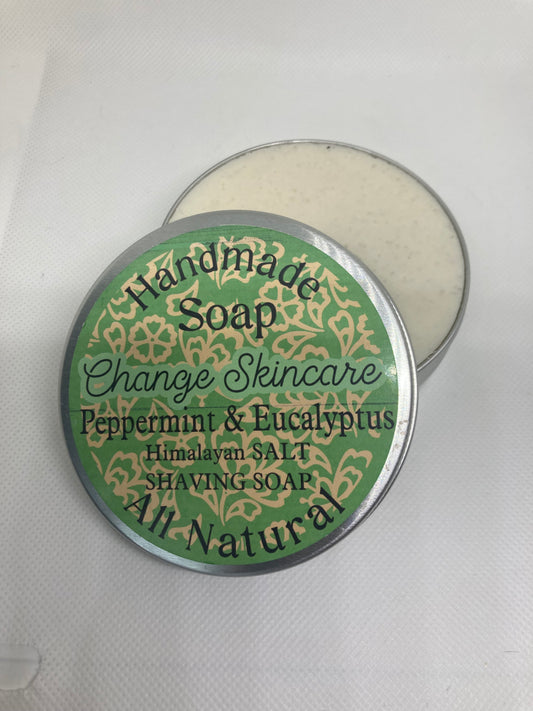 Handmade
Soap
Change Skincare
Peppermint & Eucalyptus
Himalayan SALT
SHAVING SOAP
All Natural